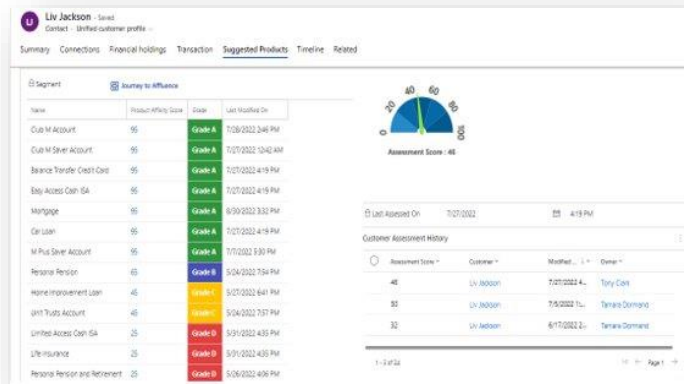 U Liv Jackson - Saved
Contact · Unified customer profile
Summary Connections Financial holdings Transaction Suggested Products Timeline Related
Segment Journey to Affluence
Name Product Affinity Score Grade Last Modified On
Club M Account 95 Grade A 7/28/2022 2:46 PM
Club M Saver Account 95 Grade A 7/27/2022 12:42 AM
Balance Transfer Credit Card 95 Grade A 7/27/2022 4:19 PM
Easy Access Cash ISA 95 Grade A 7/27/2022 4:19 PM
Mortgage 95 Grade A 6/30/2022 3:32 PM
Car Loan 95 Grade A 7/27/2022 4:19 PM
M Plus Saver Account 95 Grade A 7/7/2022 5:30 PM
Personal Pension 65 Grade B 5/24/2022 7:54 PM
Home Improvement Loan 45 Grade C 5/27/2022 6:41 PM
Unit Trusts Account 45 Grade C 5/24/2022 7:57 PM
Limited Access Cash ISA 25 Grade D 5/31/2022 4:35 PM
Life Insurance 25 Grade D 5/31/2022 4:35 PM
Personal Pension and Retirement 25 Grade D 5/26/2022 4:06 PM
0 20 40 60 80 100
Assessment Score : 46
Last Assessed On 7/27/2022 4:19 PM
Customer Assessment History
Assessment Score Customer Modified ... Owner
46 Liv Jackson 7/27/2022 4... Tony Clark
50 Liv Jackson Tamara Dormand
32 Liv Jackson 6/17/2022 2... Tamara Dormand
Page 1